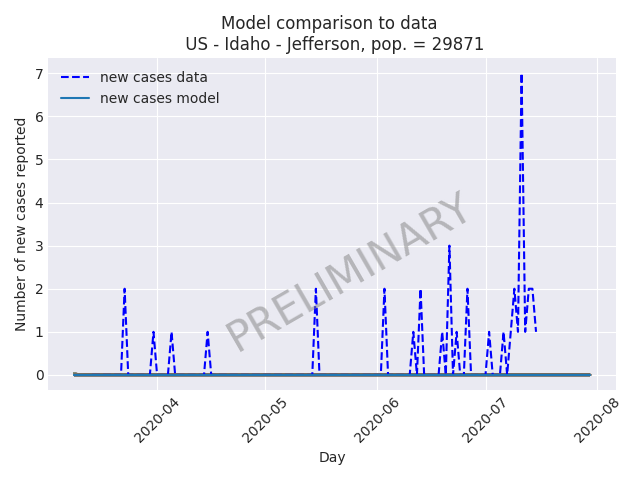 Model comparison to data
US - Idaho - Jefferson, pop. = 29871
new cases data
new cases model
Number of new cases reported
7
6
5
4
3
2
1
0
PRELIMINARY
2020-04
2020-05
2020-06
2020-07
2020-08
Day